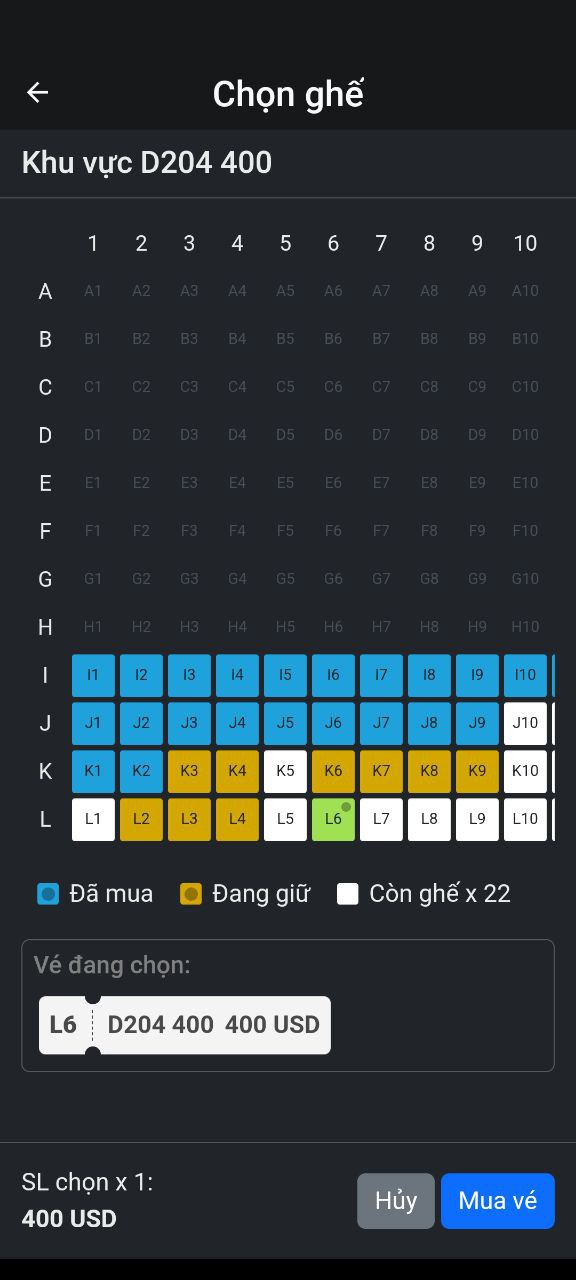 Chọn ghế
Khu vực D204 400
1 2 3 4 5 6 7 8 9 10
A A1 A2 A3 A4 A5 A6 A7 A8 A9 A10
B B1 B2 B3 B4 B5 B6 B7 B8 B9 B10
C C1 C2 C3 C4 C5 C6 C7 C8 C9 C10
D D1 D2 D3 D4 D5 D6 D7 D8 D9 D10
E E1 E2 E3 E4 E5 E6 E7 E8 E9 E10
F F1 F2 F3 F4 F5 F6 F7 F8 F9 F10
G G1 G2 G3 G4 G5 G6 G7 G8 G9 G10
H H1 H2 H3 H4 H5 H6 H7 H8 H9 H10
I I1 I2 I3 I4 I5 I6 I7 I8 I9 I10
J J1 J2 J3 J4 J5 J6 J7 J8 J9 J10
K K1 K2 K3 K4 K5 K6 K7 K8 K9 K10
L L1 L2 L3 L4 L5 L6 L7 L8 L9 L10
Đã mua Đang giữ Còn ghế x 22
Vé đang chọn:
L6 D204 400 400 USD
SL chọn x 1:
400 USD
Hủy Mua vé